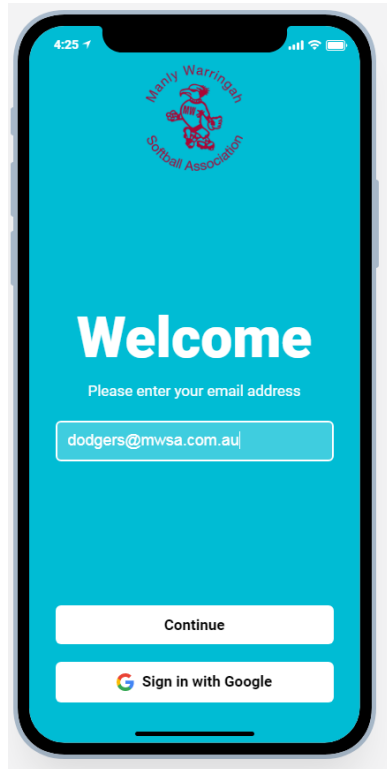 4:25
Manly Warringah
MW
Softball Association
Welcome
Please enter your email address
dodgers@mwsa.com.au
Continue
Sign in with Google